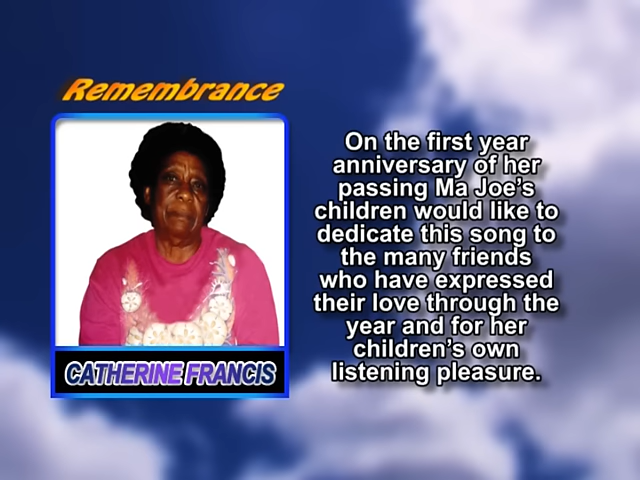 Remembrance
CATHERINE FRANCIS
On the first year
anniversary of her
passing Ma Joe's
children would like to
dedicate this song to
the many friends
who have expressed
their love through the
year and for her
children's own
listening pleasure.